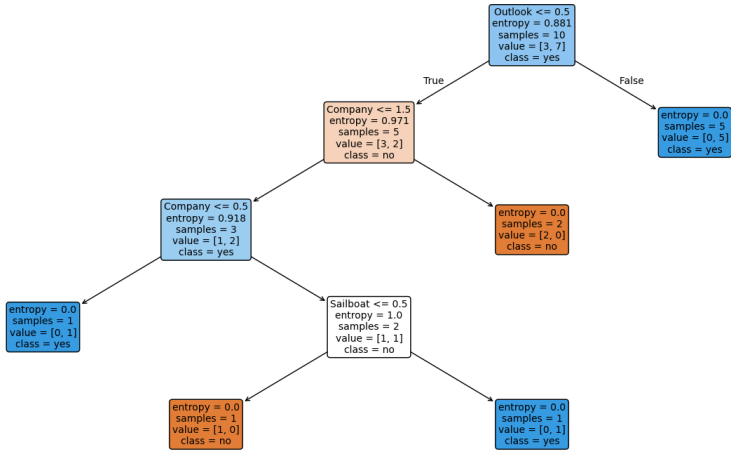 Outlook <= 0.5
entropy = 0.881
samples = 10
value = [3, 7]
class = yes
True
False
Company <= 1.5
entropy = 0.971
samples = 5
value = [3, 2]
class = no
entropy = 0.0
samples = 5
value = [0, 5]
class = yes
Company <= 0.5
entropy = 0.918
samples = 3
value = [1, 2]
class = yes
entropy = 0.0
samples = 2
value = [2, 0]
class = no
entropy = 0.0
samples = 1
value = [0, 1]
class = yes
Sailboat <= 0.5
entropy = 1.0
samples = 2
value = [1, 1]
class = no
entropy = 0.0
samples = 1
value = [1, 0]
class = no
entropy = 0.0
samples = 1
value = [0, 1]
class = yes